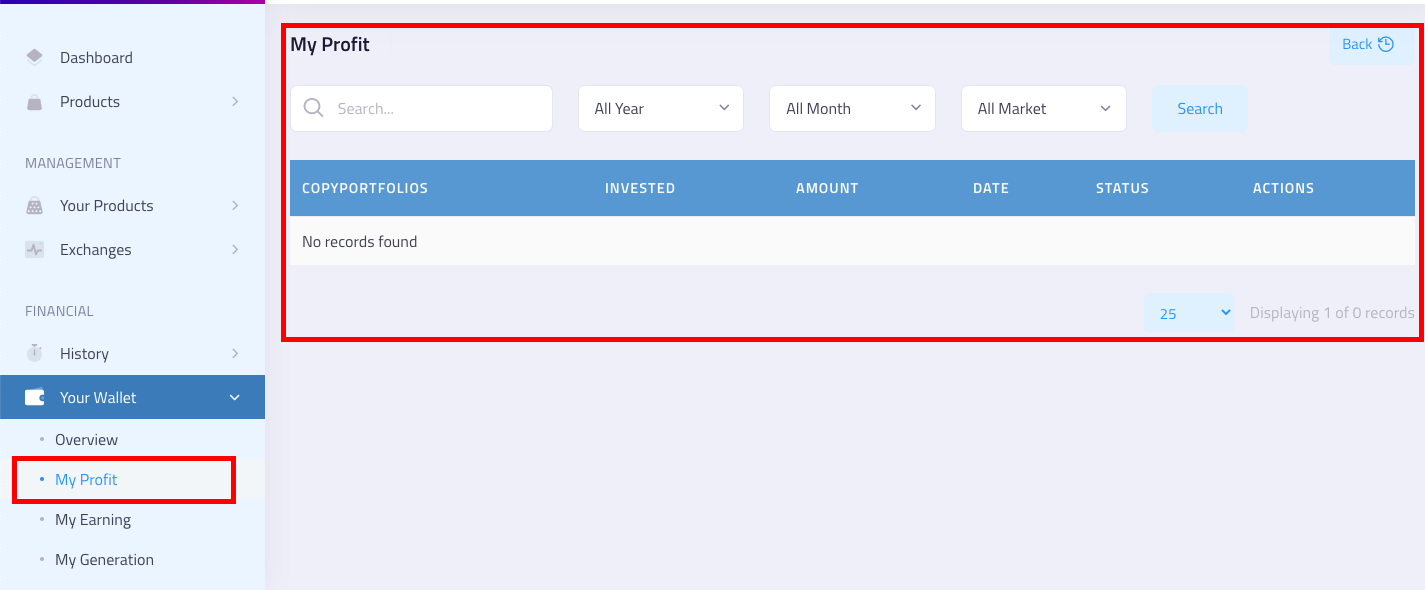 Dashboard
Products
MANAGEMENT
Your Products
Exchanges
FINANCIAL
History
Your Wallet
Overview
My Profit
My Earning
My Generation
My Profit
Back
Search...
All Year
All Month
All Market
Search
COPYPORTFOLIOS INVESTED AMOUNT DATE STATUS ACTIONS
No records found
25 Displaying 1 of 0 records